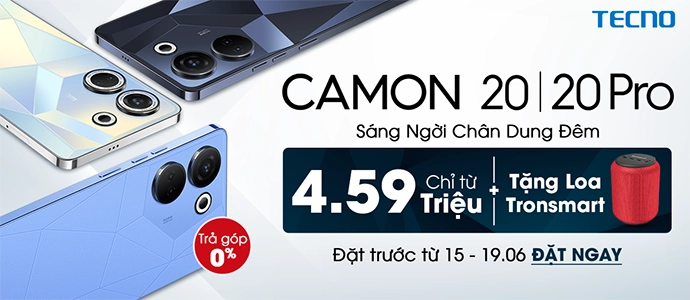 TECNO
CAMON 20|20 Pro
Sáng Ngời Chân Dung Đêm
4.59 Chỉ từ Triệu + Tặng Loa Tronsmart
Trả góp
0%
Đặt trước từ 15 - 19.06 ĐẶT NGAY